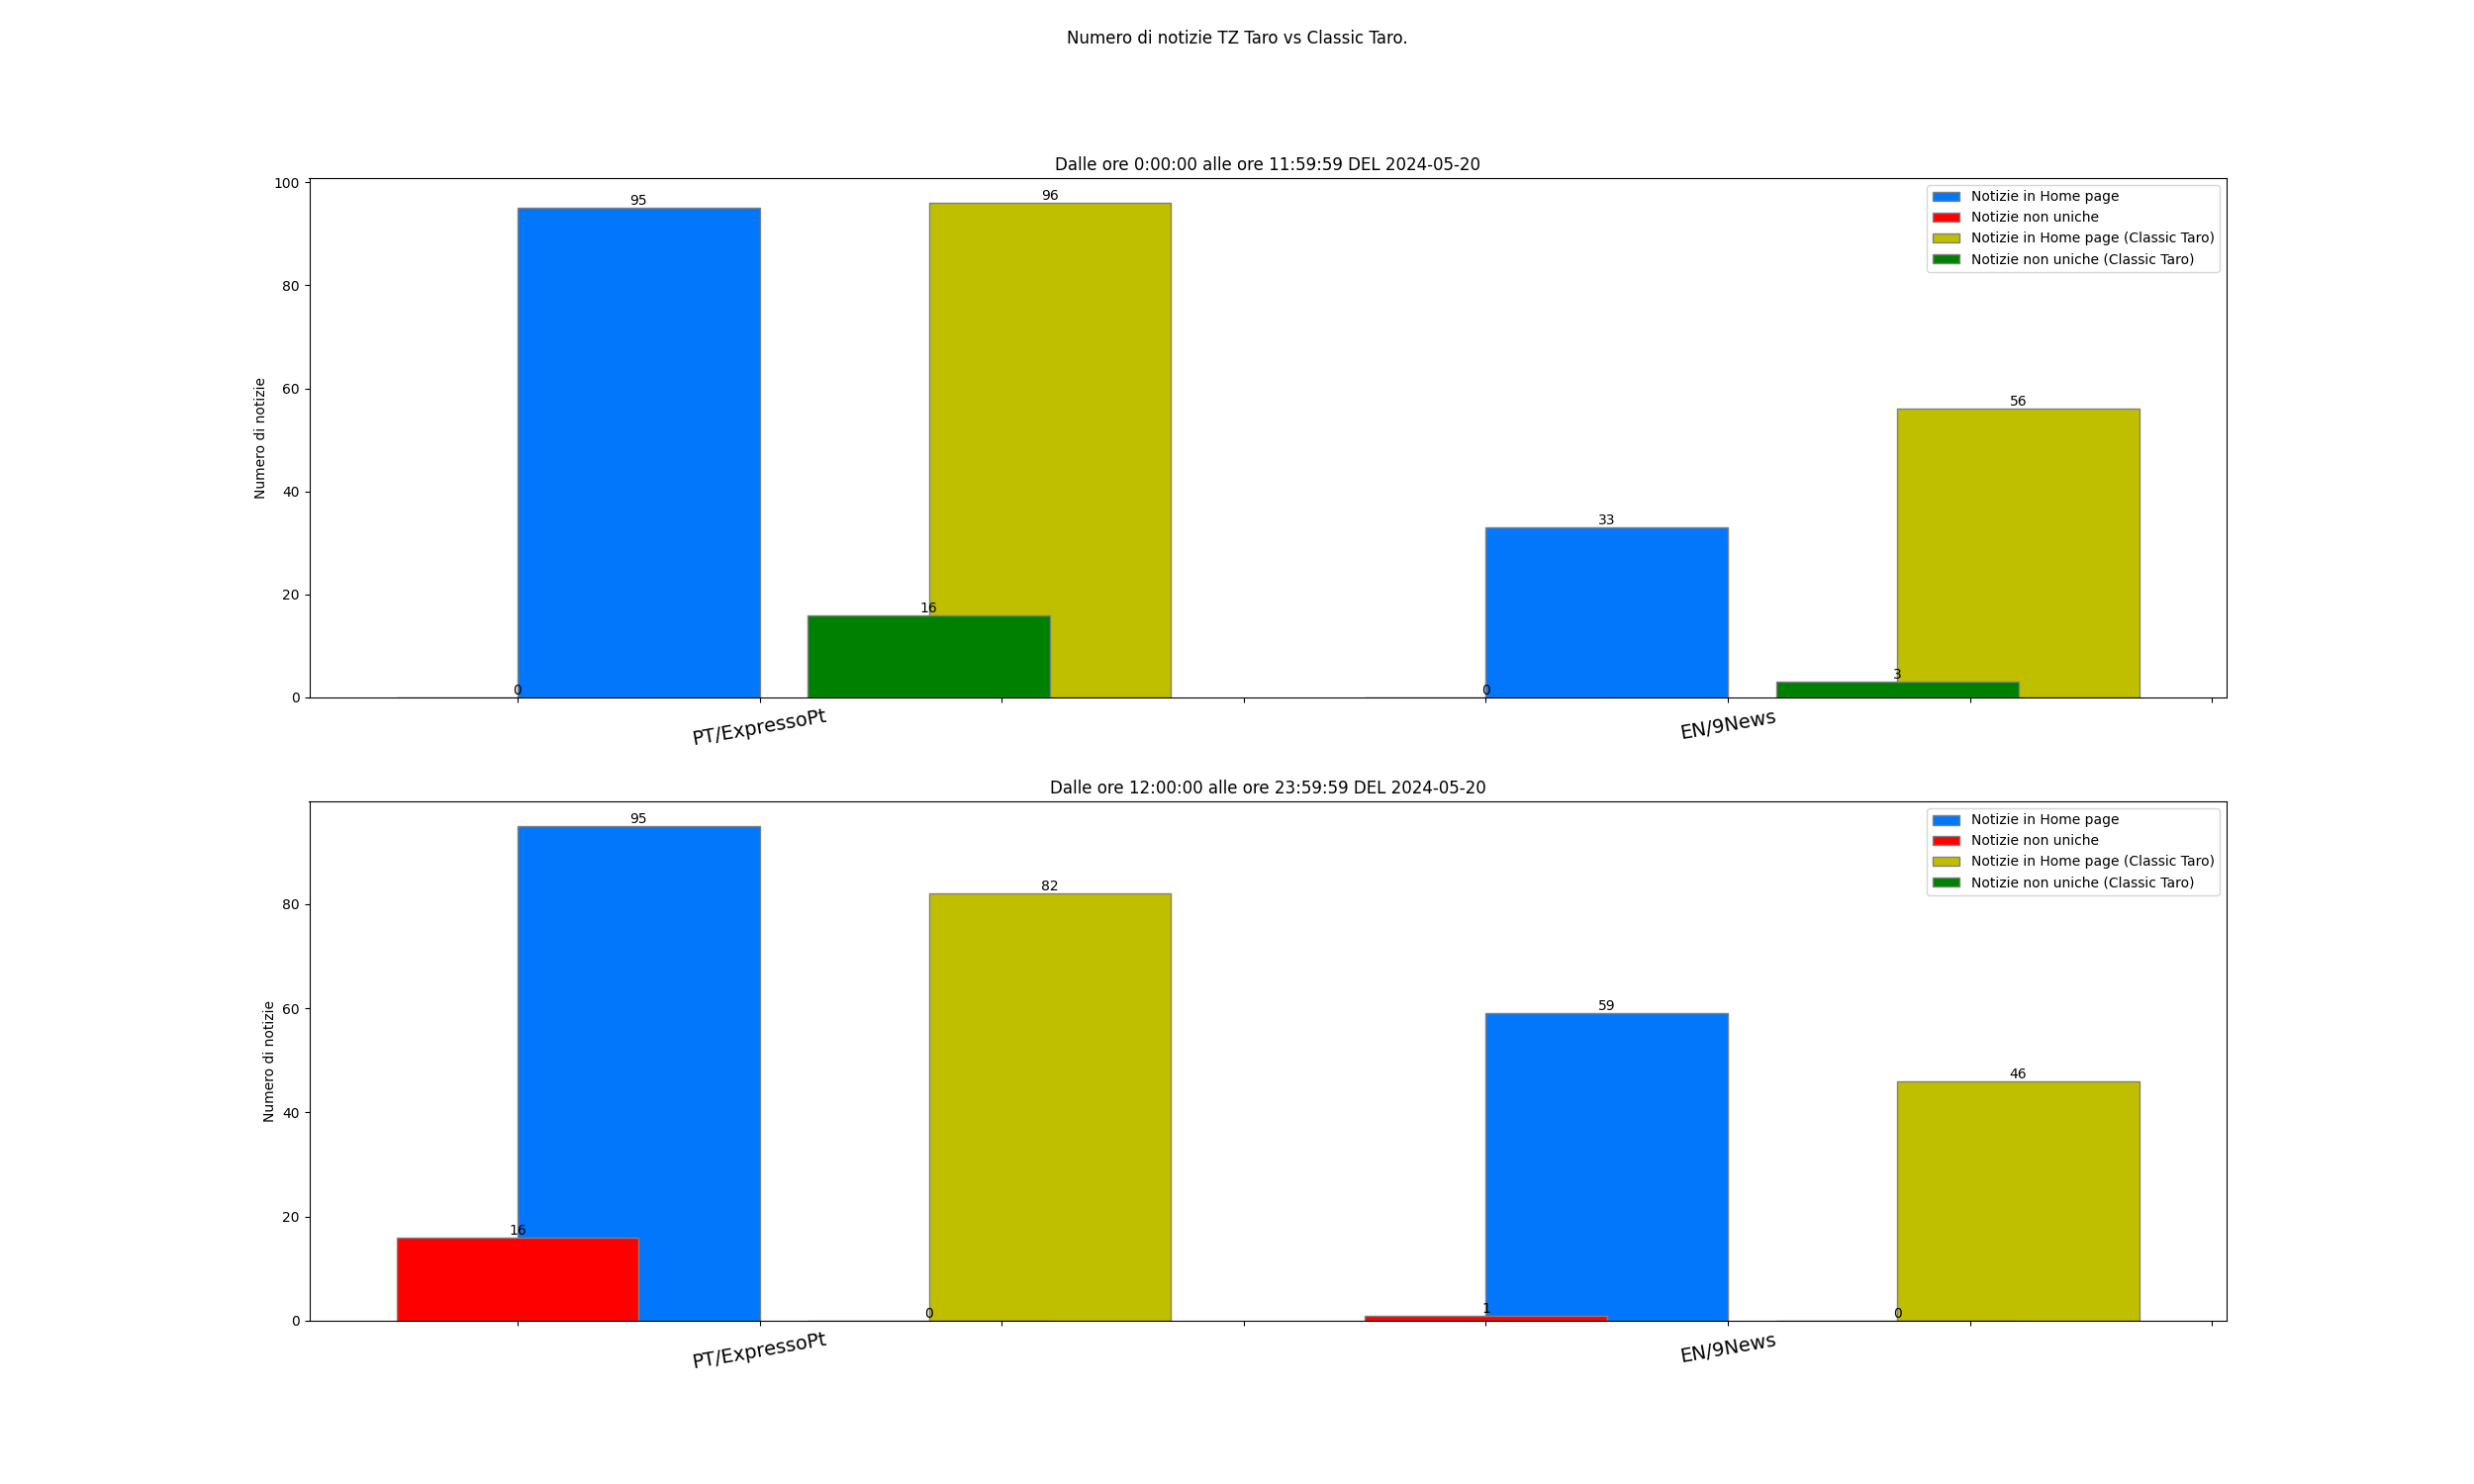 Numero di notizie TZ Taro vs Classic Taro.
Dalle ore 0:00:00 alle ore 11:59:59 DEL 2024-05-20
Numero di notizie
100
80
60
40
20
0
95
96
16
0
33
56
3
0
Notizie in Home page
Notizie non uniche
Notizie in Home page (Classic Taro)
Notizie non uniche (Classic Taro)
PT/ExpressoPt
EN/9News
Dalle ore 12:00:00 alle ore 23:59:59 DEL 2024-05-20
Numero di notizie
80
60
40
20
0
95
82
16
0
59
46
1
0
Notizie in Home page
Notizie non uniche
Notizie in Home page (Classic Taro)
Notizie non uniche (Classic Taro)
PT/ExpressoPt
EN/9News